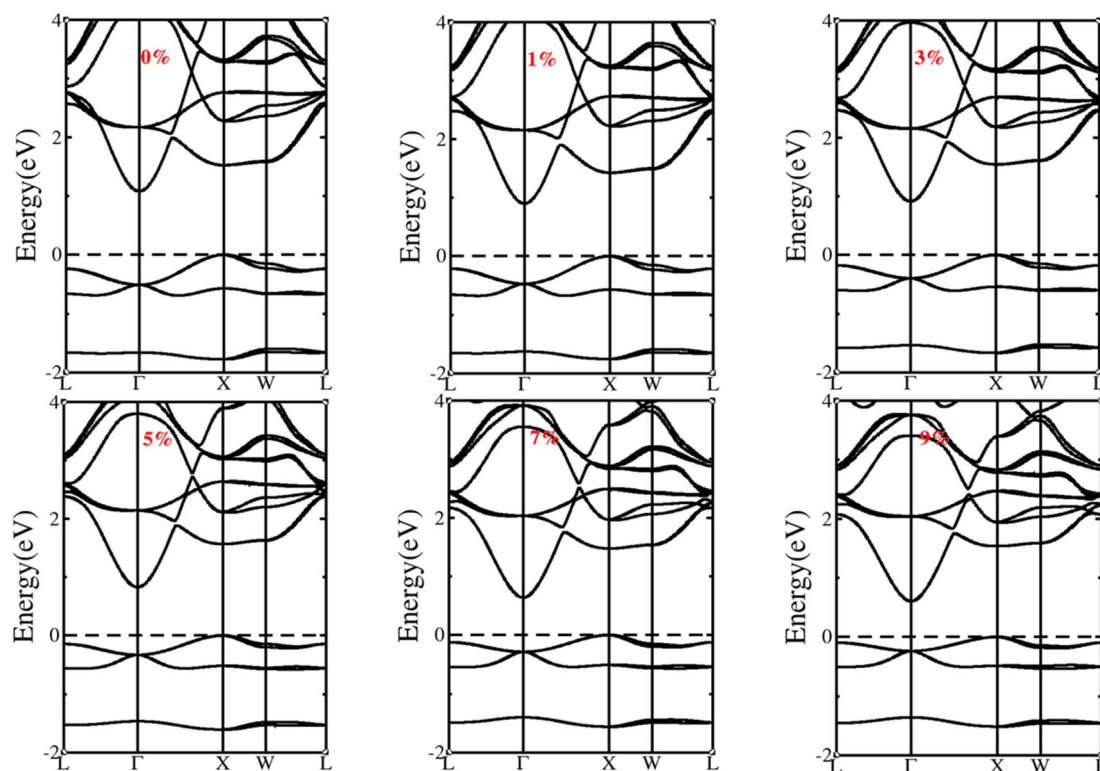 4 4 4
0% 1% 3%
2 2 2
Energy(eV) Energy(eV) Energy(eV)
0 0 0
-2 -2 -2
L Γ X W L L Γ X W L L Γ X W L
4 4 4
5% 7% 9%
2 2 2
Energy(eV) Energy(eV) Energy(eV)
0 0 0
-2 -2 -2
L Γ X W L L Γ X W L L Γ X W L